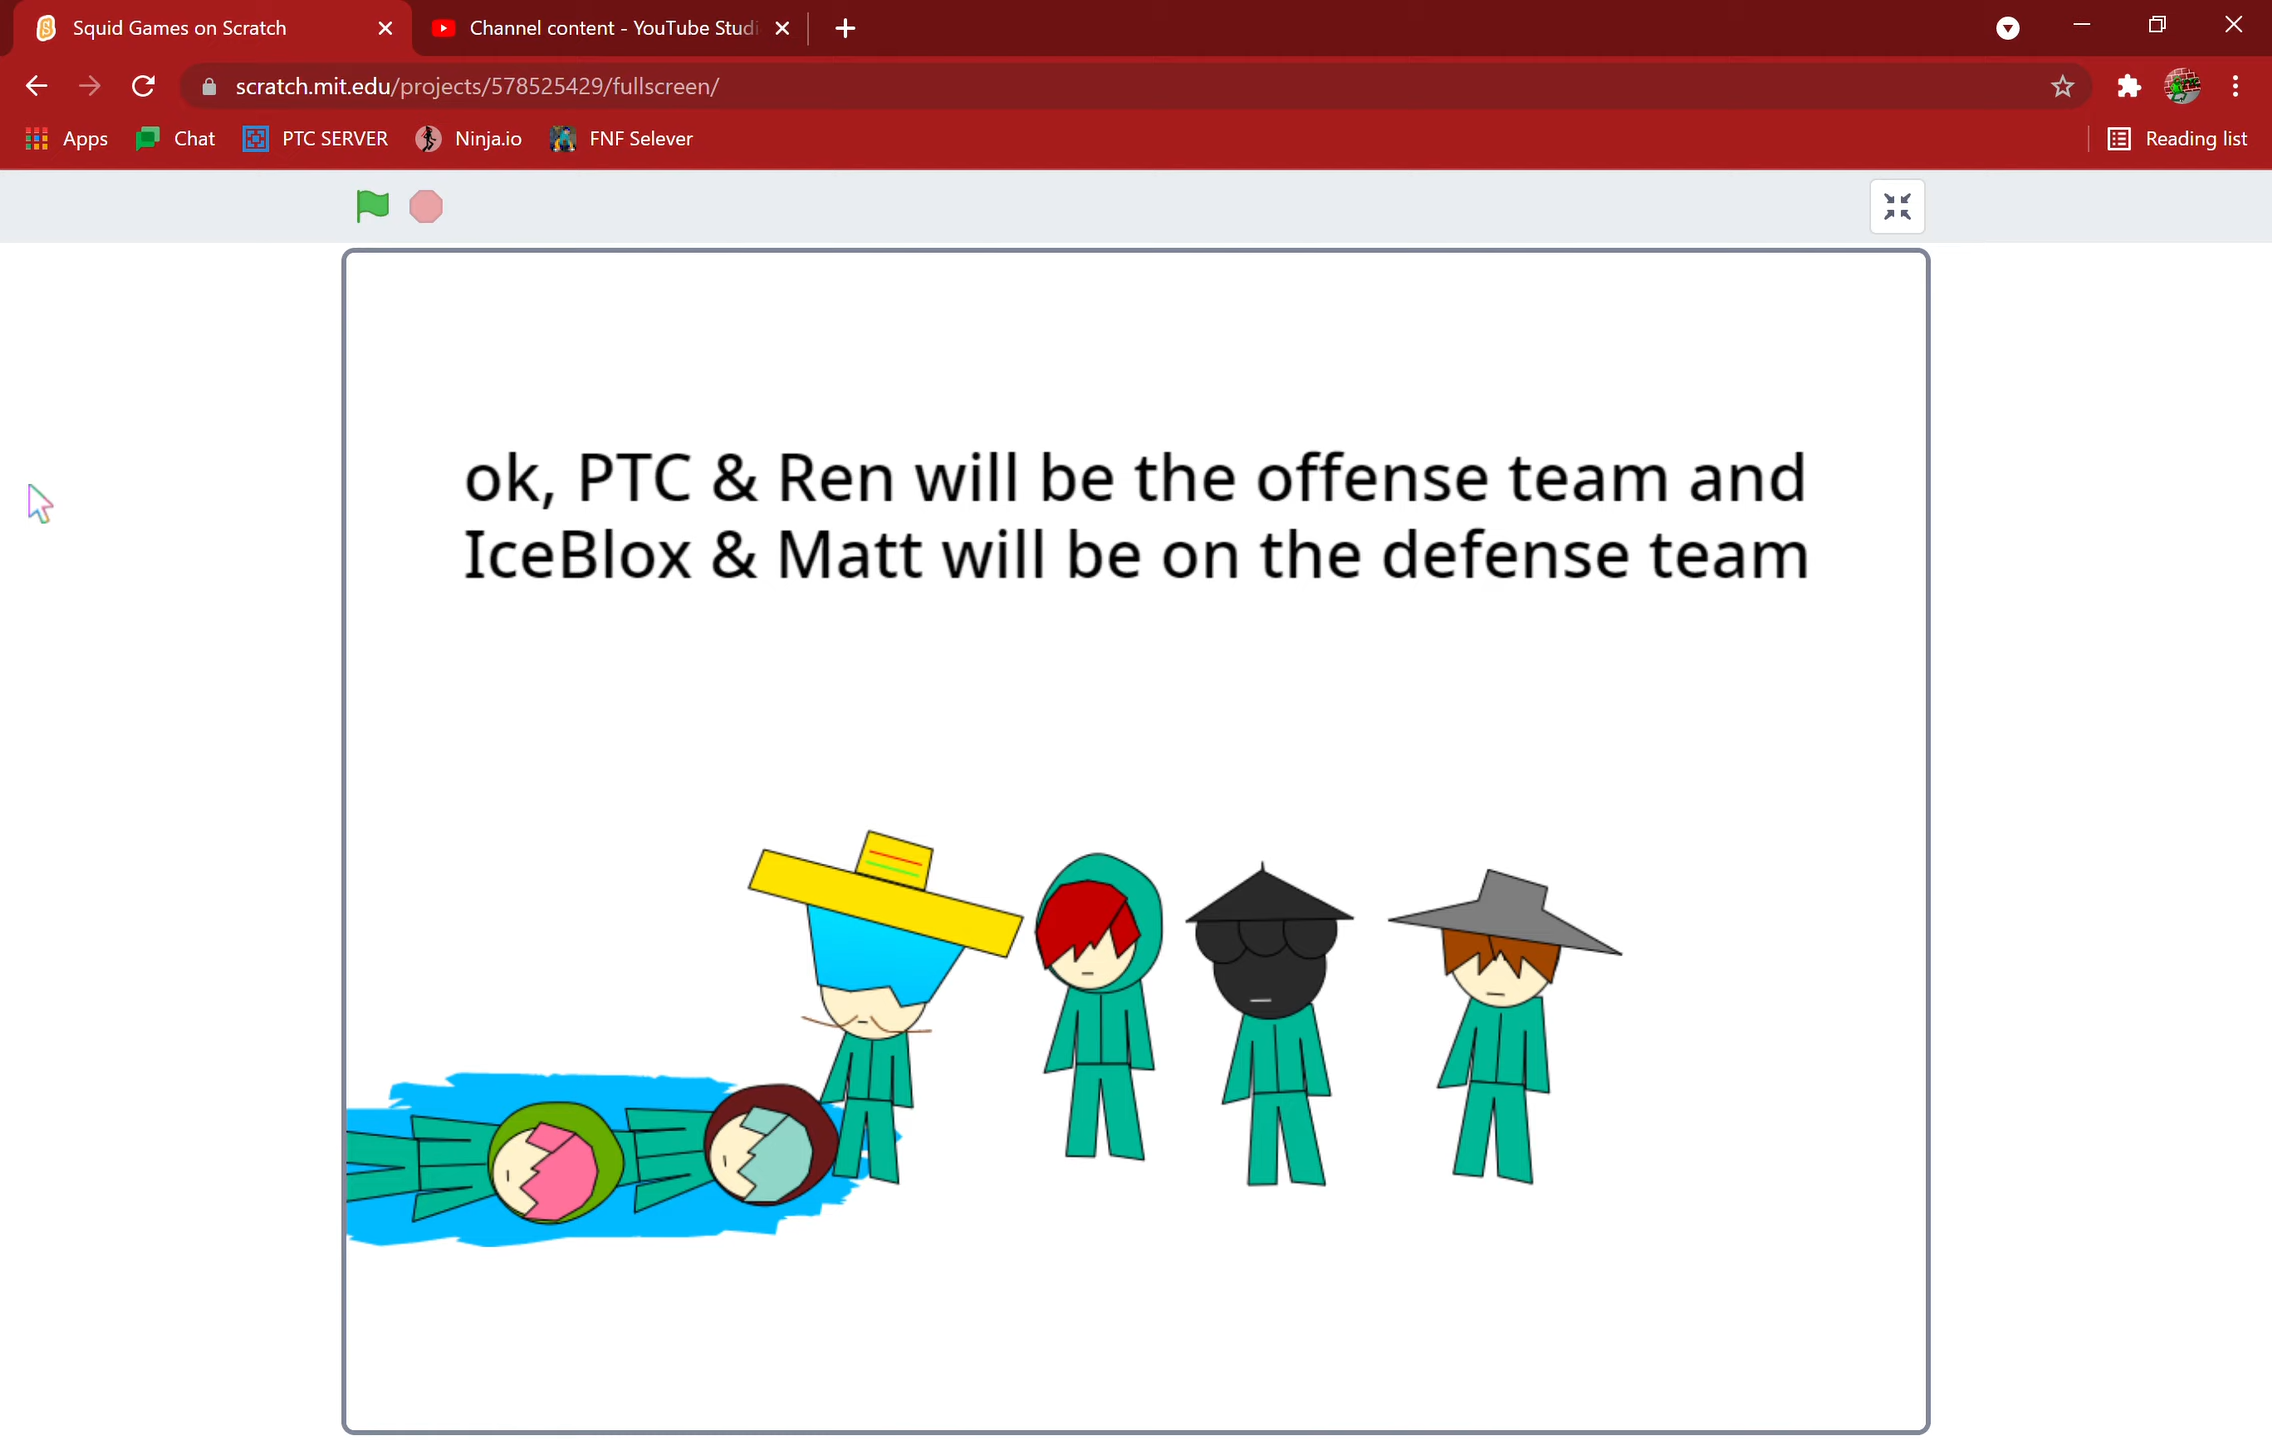 Squid Games on Scratch
Channel content - YouTube Studi
scratch.mit.edu/projects/578525429/fullscreen/
Apps
Chat
PTC SERVER
Ninja.io
FNF Selever
Reading list
ok, PTC & Ren will be the offense team and
IceBlox & Matt will be on the defense team